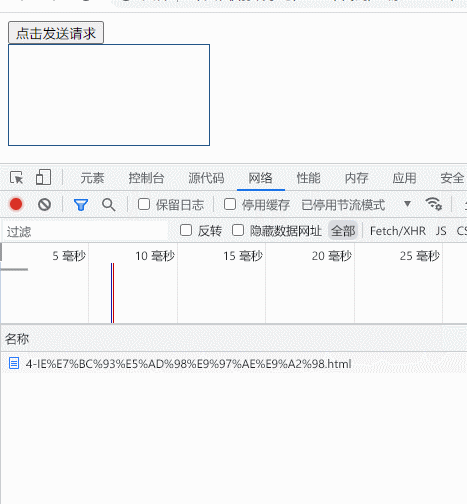 点击发送请求
元素 控制台 源代码 网络 性能 内存 应用 安全
保留日志 停用缓存 已停用节流模式
过滤 反转 隐藏数据网址 全部 Fetch/XHR JS
5 毫秒 10 毫秒 15 毫秒 20 毫秒 25 毫秒
名称
4-IE%E7%BC%93%E5%AD%98%E9%97%AE%E9%A2%98.html